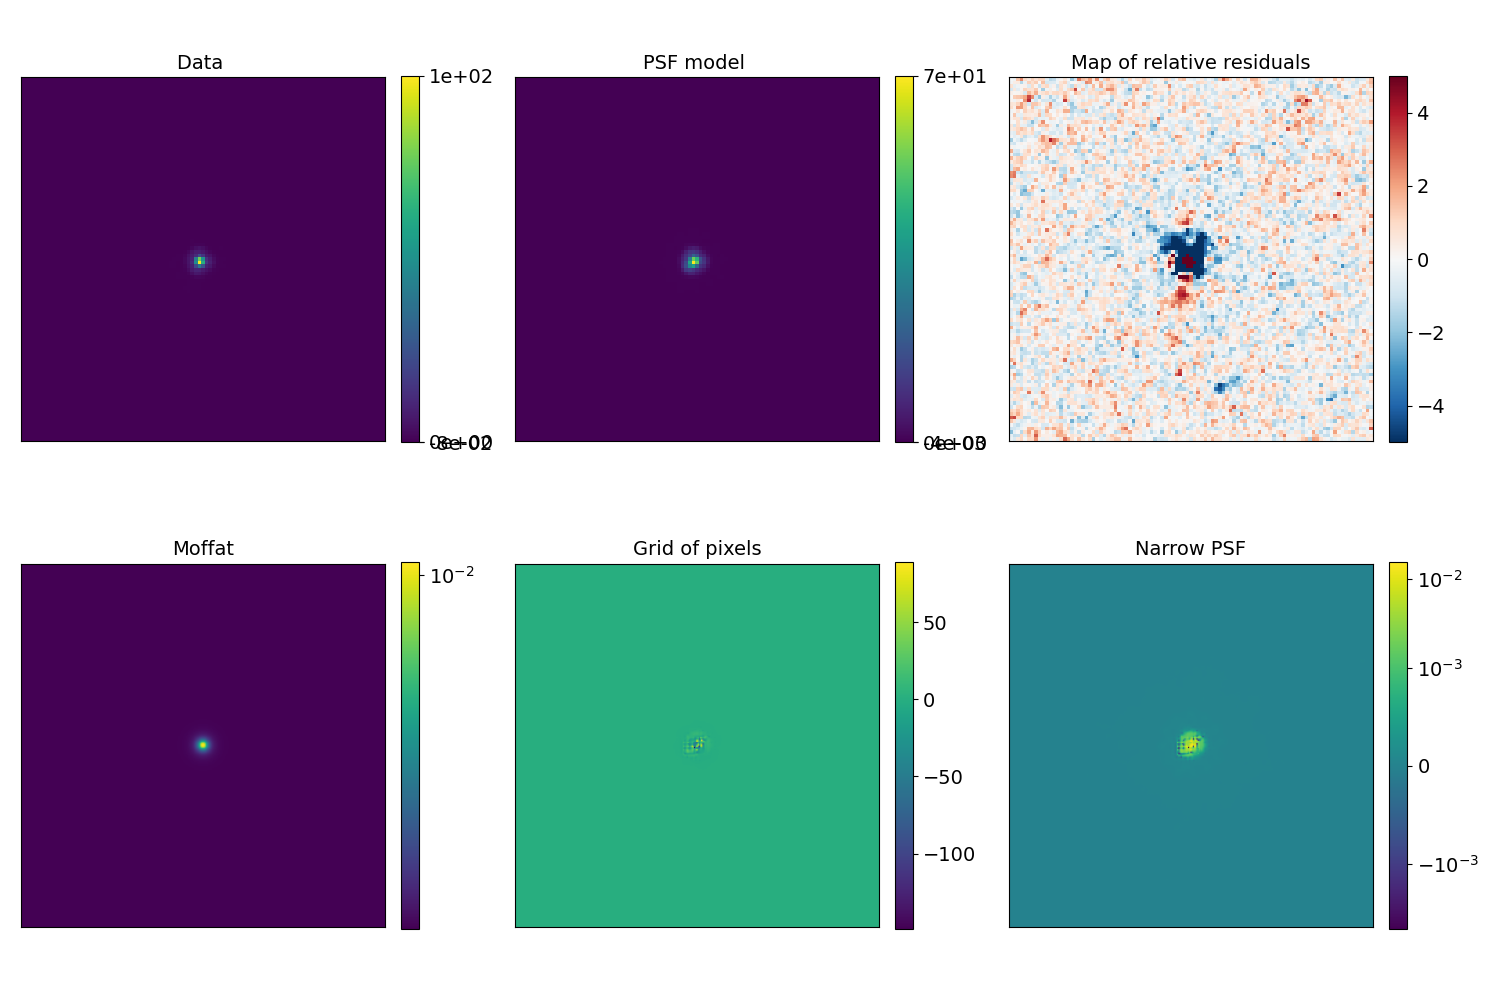 Data
PSF model
Map of relative residuals
1e+02
7e+01
4
2
0
−2
−4
Moffat
Grid of pixels
Narrow PSF
10⁻²
50
0
−50
−100
10⁻²
10⁻³
0
−10⁻³